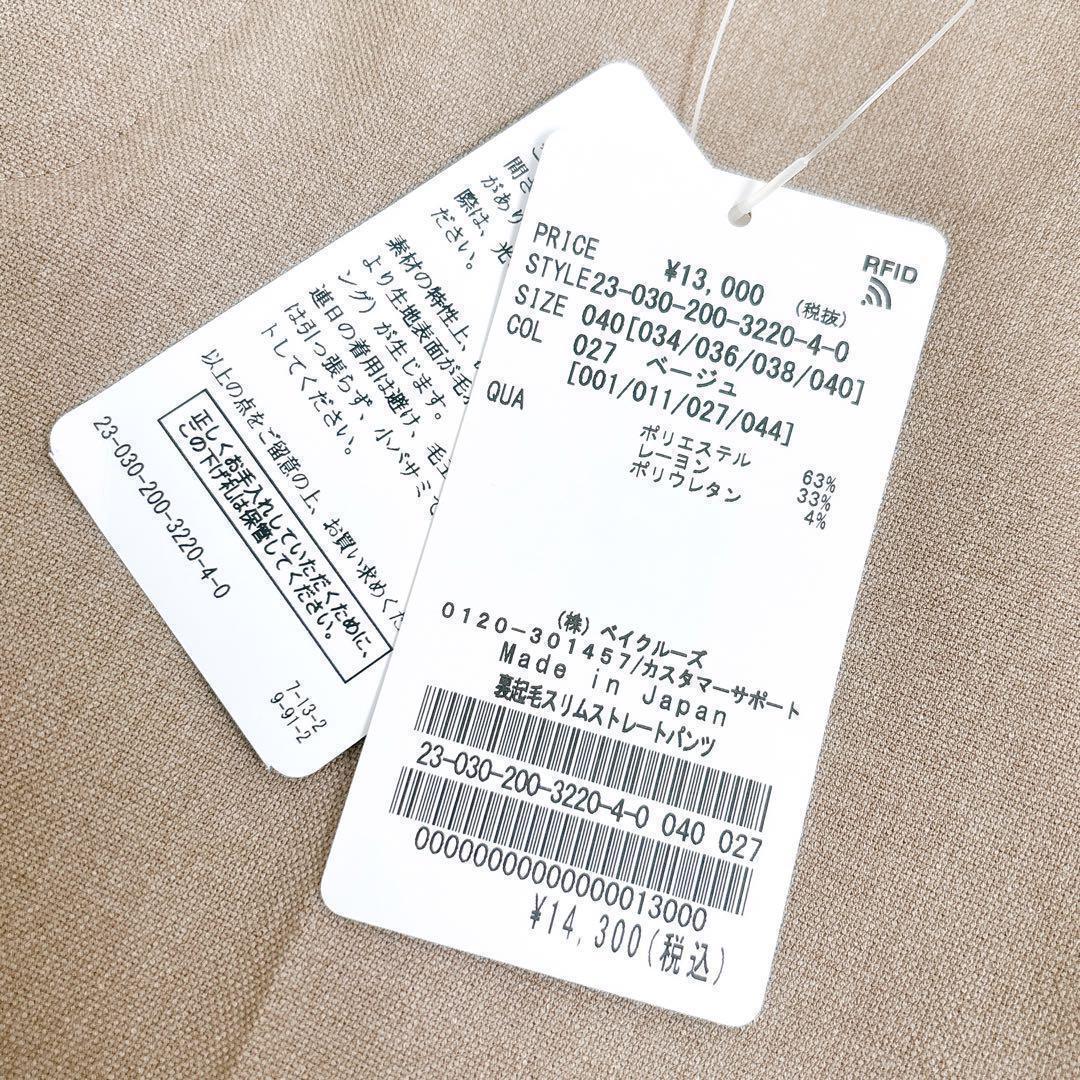 RFID
PRICE ¥13,000 (税抜)
STYLE23-030-200-3220-4-0
SIZE 040[034/036/038/040]
COL 027 ベージュ
[001/011/027/044]
QUA
ポリエステル 63%
レーヨン 33%
ポリウレタン 4%
(株) ベイクルーズ
0120-301457/カスタマーサポート
Made in Japan
裏起毛スリムストレートパンツ
23-030-200-3220-4-0 040 027
0000000000000000013000
¥14,300(税込)
があり
際は、光
ださい。
素材の特性上、
より生地表面が毛
ング)が生じます。
連日の着用は避け、毛
は引っ張らず、小バサミで
トしてください。
以上の点をご留意の上、お買い求めくだ
正しくお手入れしていただくために、
この下げ札は保管してください。
23-030-200-3220-4-0
7-13-2
9-91-2